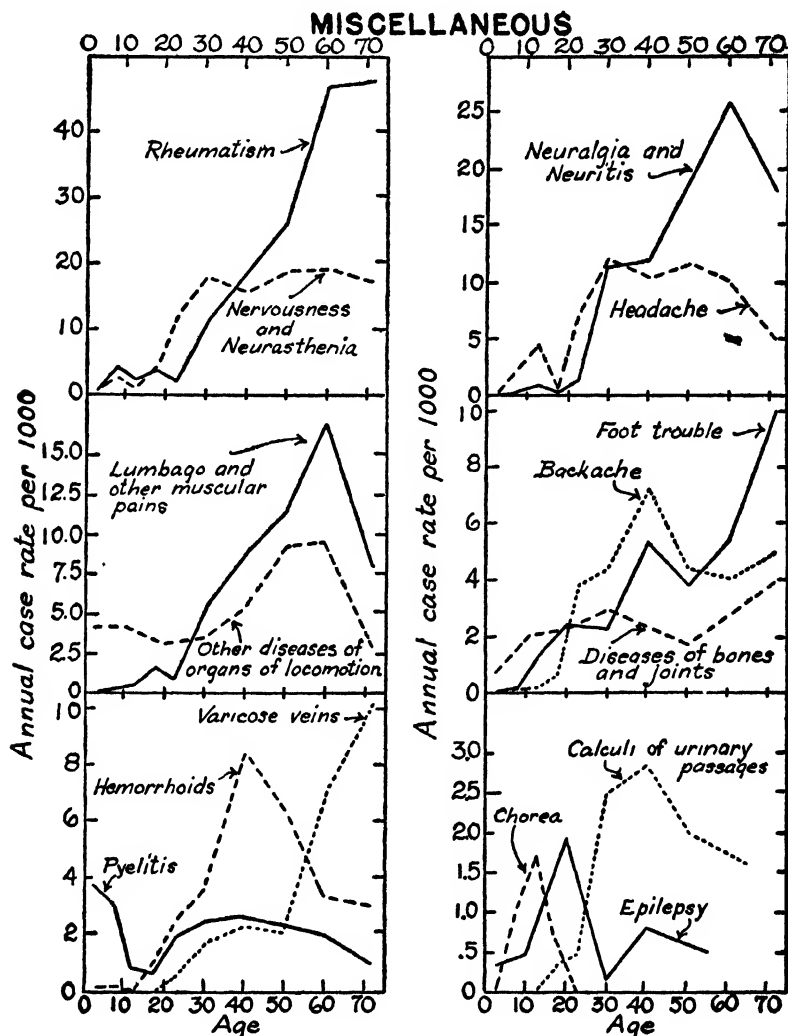 MISCELLANEOUS
0 10 20 30 40 50 60 70
0 10 20 30 40 50 60 70
40
30
20
10
0
Rheumatism
Nervousness
and
Neurasthenia
25
20
15
10
5
0
Neuralgia and
Neuritis
Headache
Annual case rate per 1000
15.0
12.5
10.0
7.5
5.0
2.5
0
Lumbago and
other muscular
pains
Other diseases of
organs of locomotion
Annual case rate per 1000
10
8
6
4
2
0
Foot trouble
Backache
Diseases of bones
and joints
10
8
6
4
2
0
Varicose veins
Hemorrhoids
Pyelitis
0 10 20 30 40 50 60 70
Age
3.0
2.5
2.0
1.5
1.0
.5
0
Calculi of urinary
passages
Chorea
Epilepsy
0 10 20 30 40 50 60 70
Age